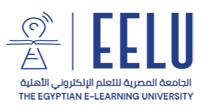 EELU
الجامعة المصرية للتعلم الإلكتروني الأهلية
THE EGYPTIAN E-LEARNING UNIVERSITY